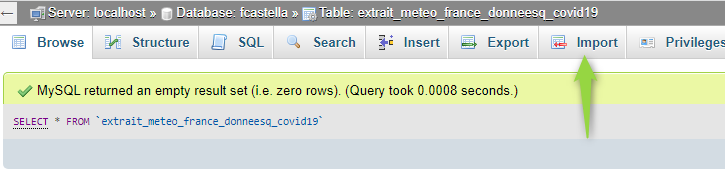 Server: localhost » Database: fcastella » Table: extrait_meteo_france_donneesq_covid19
Browse Structure SQL Search Insert Export Import Privileges
MySQL returned an empty result set (i.e. zero rows). (Query took 0.0008 seconds.)
SELECT * FROM `extrait_meteo_france_donneesq_covid19`